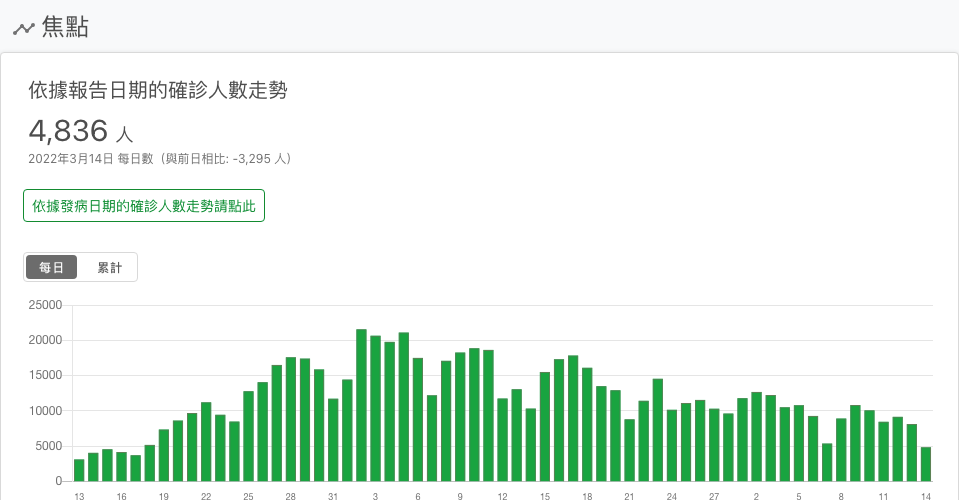 焦點
依據報告日期的確診人數走勢
4,836 人
2022年3月14日 每日數（與前日相比: -3,295 人）
依據發病日期的確診人數走勢請點此
每日 累計
25000
20000
15000
10000
5000
0
13 16 19 22 25 28 31 3 6 9 12 15 18 21 24 27 2 5 8 11 14